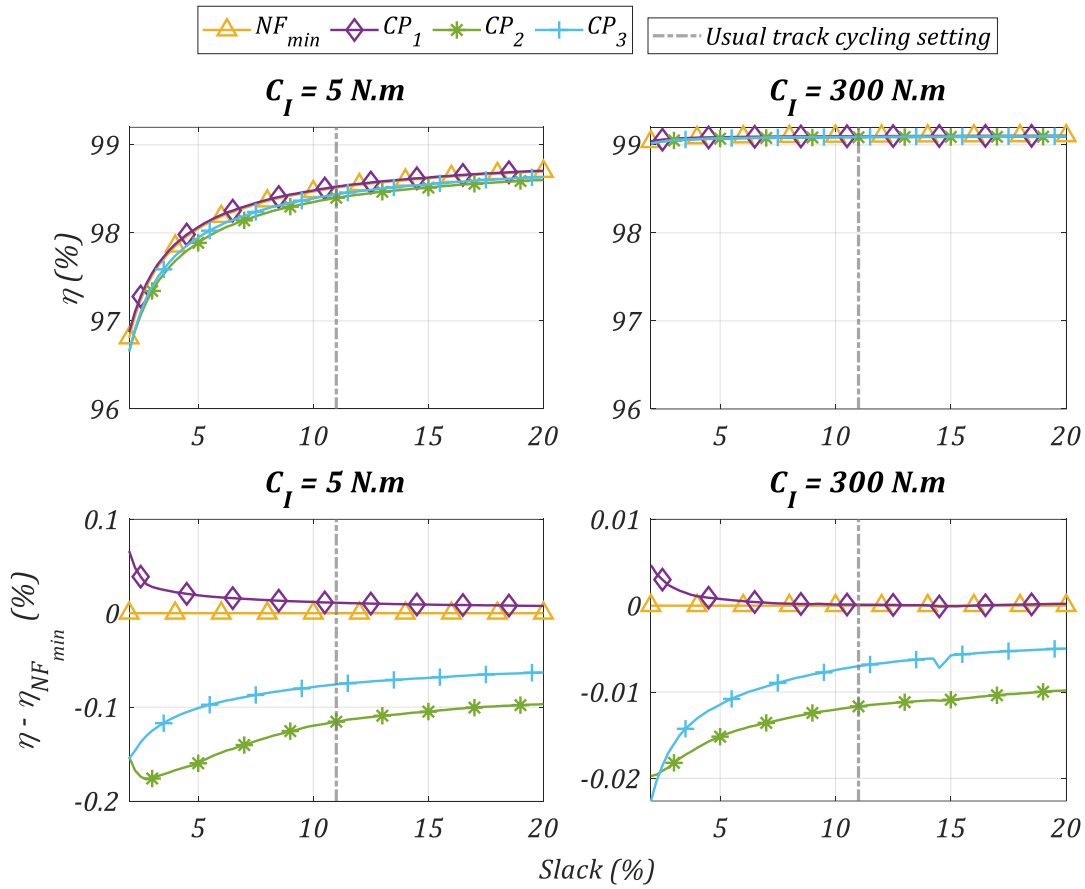 NF_min CP_1 CP_2 CP_3 Usual track cycling setting
C_I = 5 N.m
C_I = 300 N.m
η (%)
99
98
97
96
5 10 15 20
99
98
97
96
5 10 15 20
C_I = 5 N.m
C_I = 300 N.m
η - η_NF_min (%)
0.1
0
-0.1
-0.2
5 10 15 20
0.01
0
-0.01
-0.02
5 10 15 20
Slack (%)